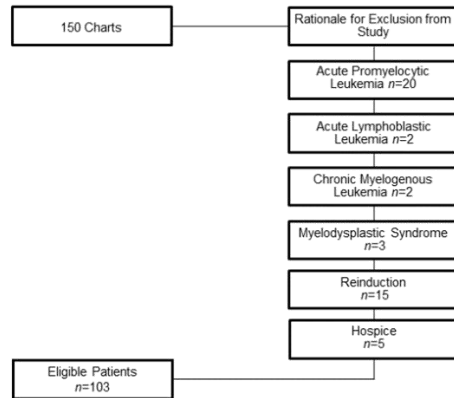 150 Charts
Rationale for Exclusion from
Study
Acute Promyelocytic
Leukemia n=20
Acute Lymphoblastic
Leukemia n=2
Chronic Myelogenous
Leukemia n=2
Myelodysplastic Syndrome
n=3
Reinduction
n=15
Hospice
n=5
Eligible Patients
n=103